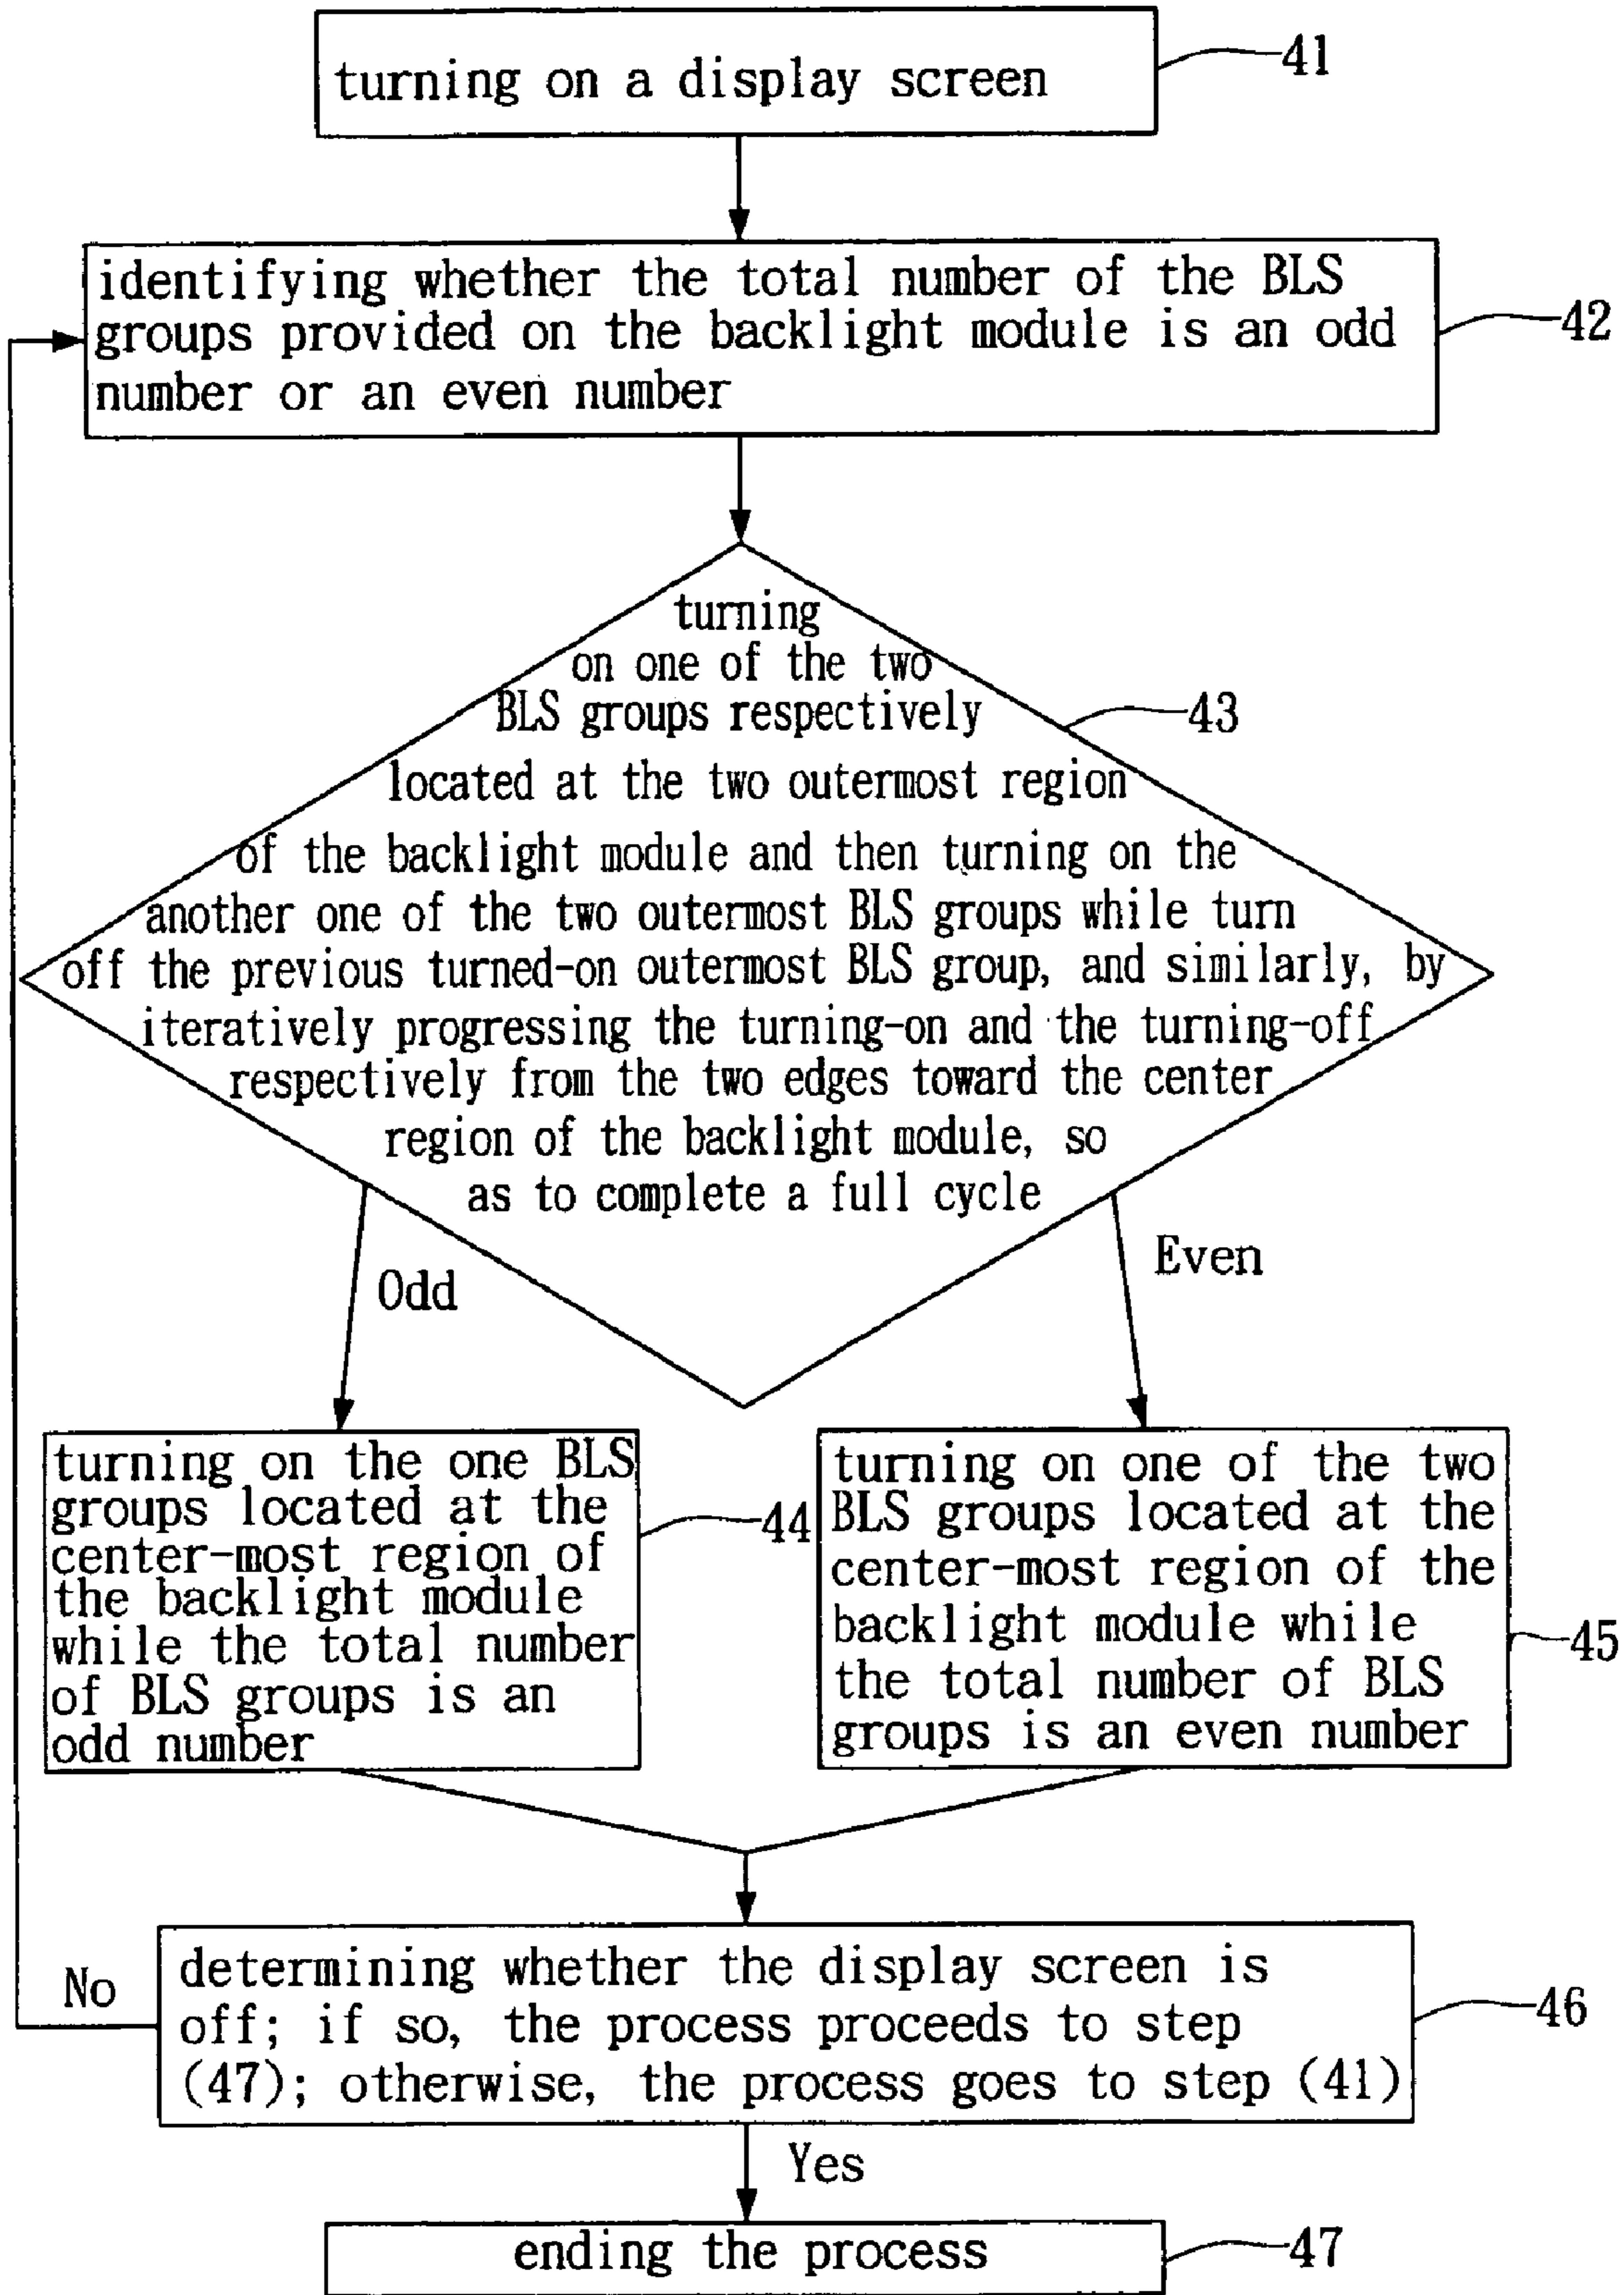 turning on a display screen
41
identifying whether the total number of the BLS
groups provided on the backlight module is an odd
number or an even number
42
turning
on one of the two
BLS groups respectively
43
located at the two outermost region
of the backlight module and then turning on the
another one of the two outermost BLS groups while turn
off the previous turned-on outermost BLS group, and similarly, by
iteratively progressing the turning-on and the turning-off
respectively from the two edges toward the center
region of the backlight module, so
as to complete a full cycle
Odd
Even
turning on the one BLS
groups located at the
center-most region of
the backlight module
while the total number
of BLS groups is an
odd number
44
turning on one of the two
BLS groups located at the
center-most region of the
backlight module while
the total number of BLS
groups is an even number
45
No
determining whether the display screen is
off; if so, the process proceeds to step
(47); otherwise, the process goes to step (41)
46
Yes
ending the process
47